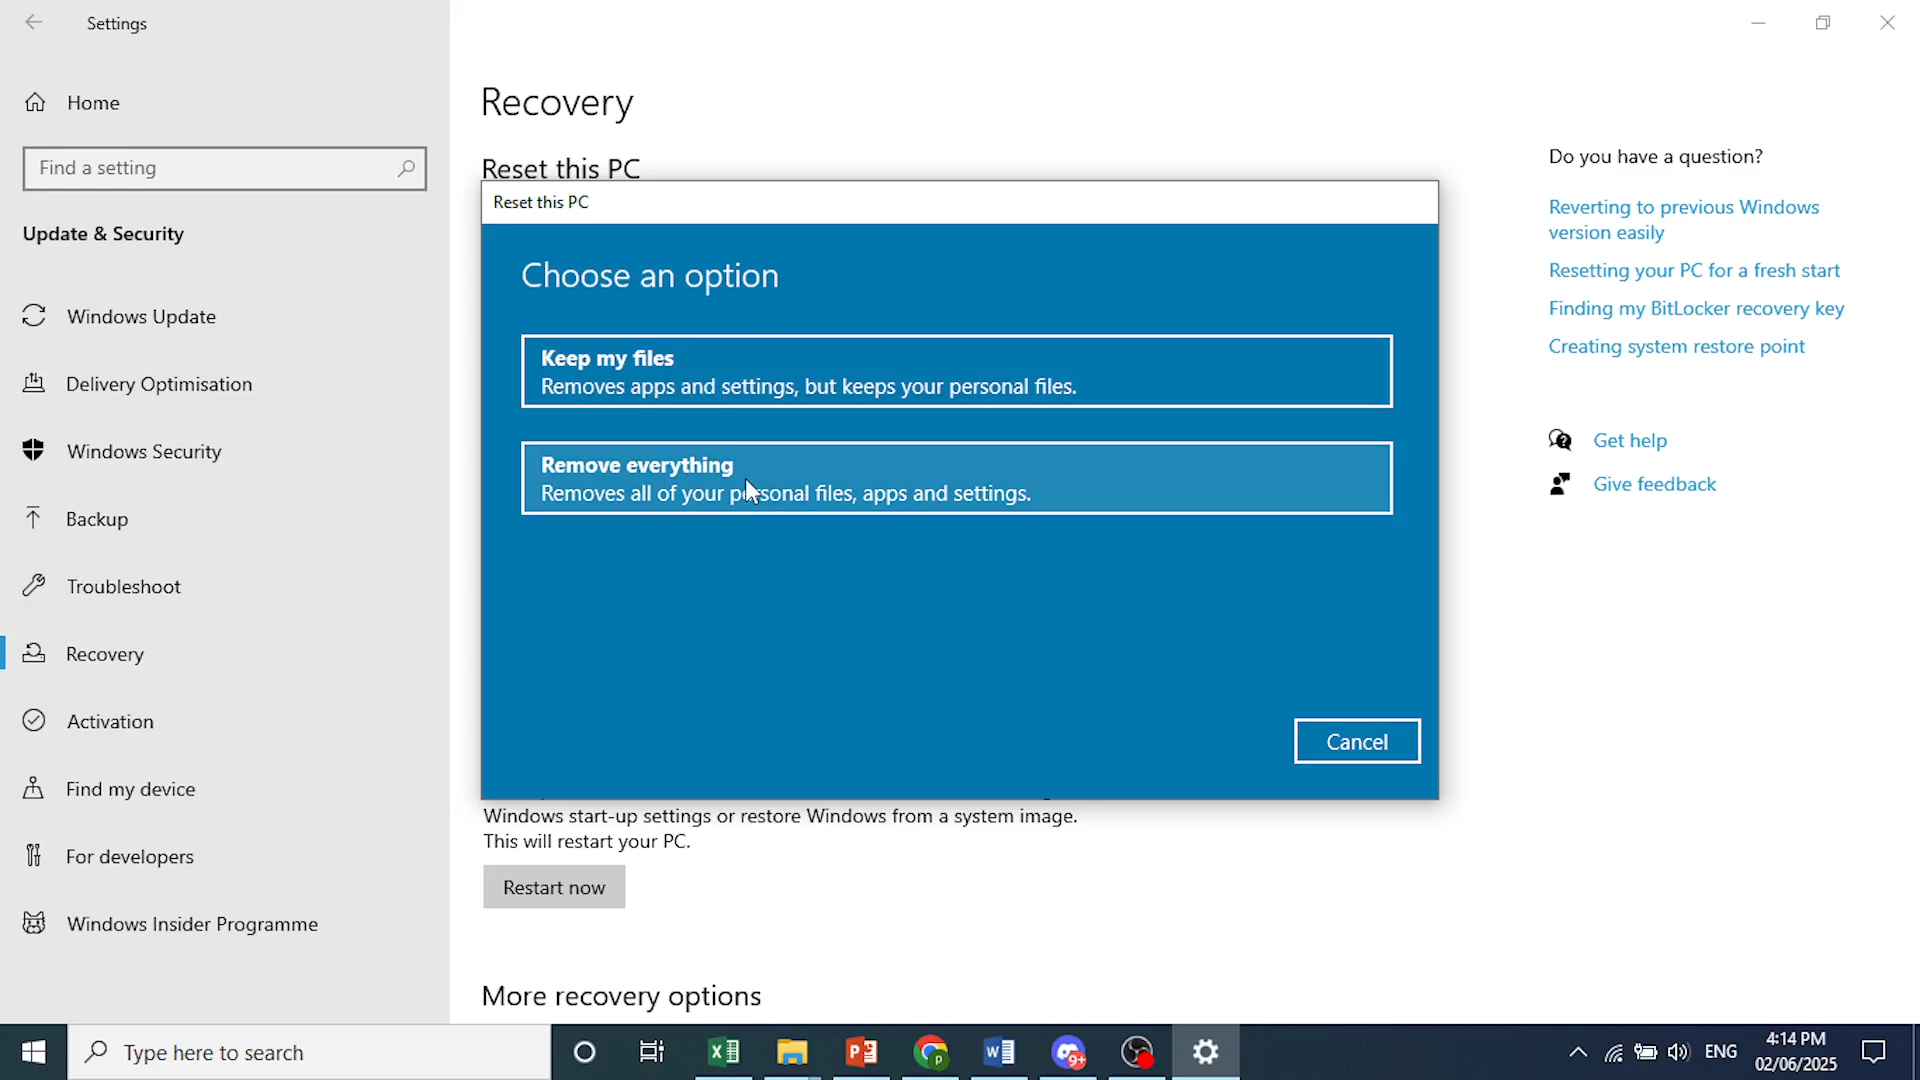 Settings
Home
Find a setting
Update & Security
Windows Update
Delivery Optimisation
Windows Security
Backup
Troubleshoot
Recovery
Activation
Find my device
For developers
Windows Insider Programme
Recovery
Reset this PC
Reset this PC
Choose an option
Keep my files
Removes apps and settings, but keeps your personal files.
Remove everything
Removes all of your personal files, apps and settings.
Cancel
Windows start-up settings or restore Windows from a system image.
This will restart your PC.
Restart now
More recovery options
Do you have a question?
Reverting to previous Windows
version easily
Resetting your PC for a fresh start
Finding my BitLocker recovery key
Creating system restore point
Get help
Give feedback
Type here to search
9+
ENG
4:14 PM
02/06/2025